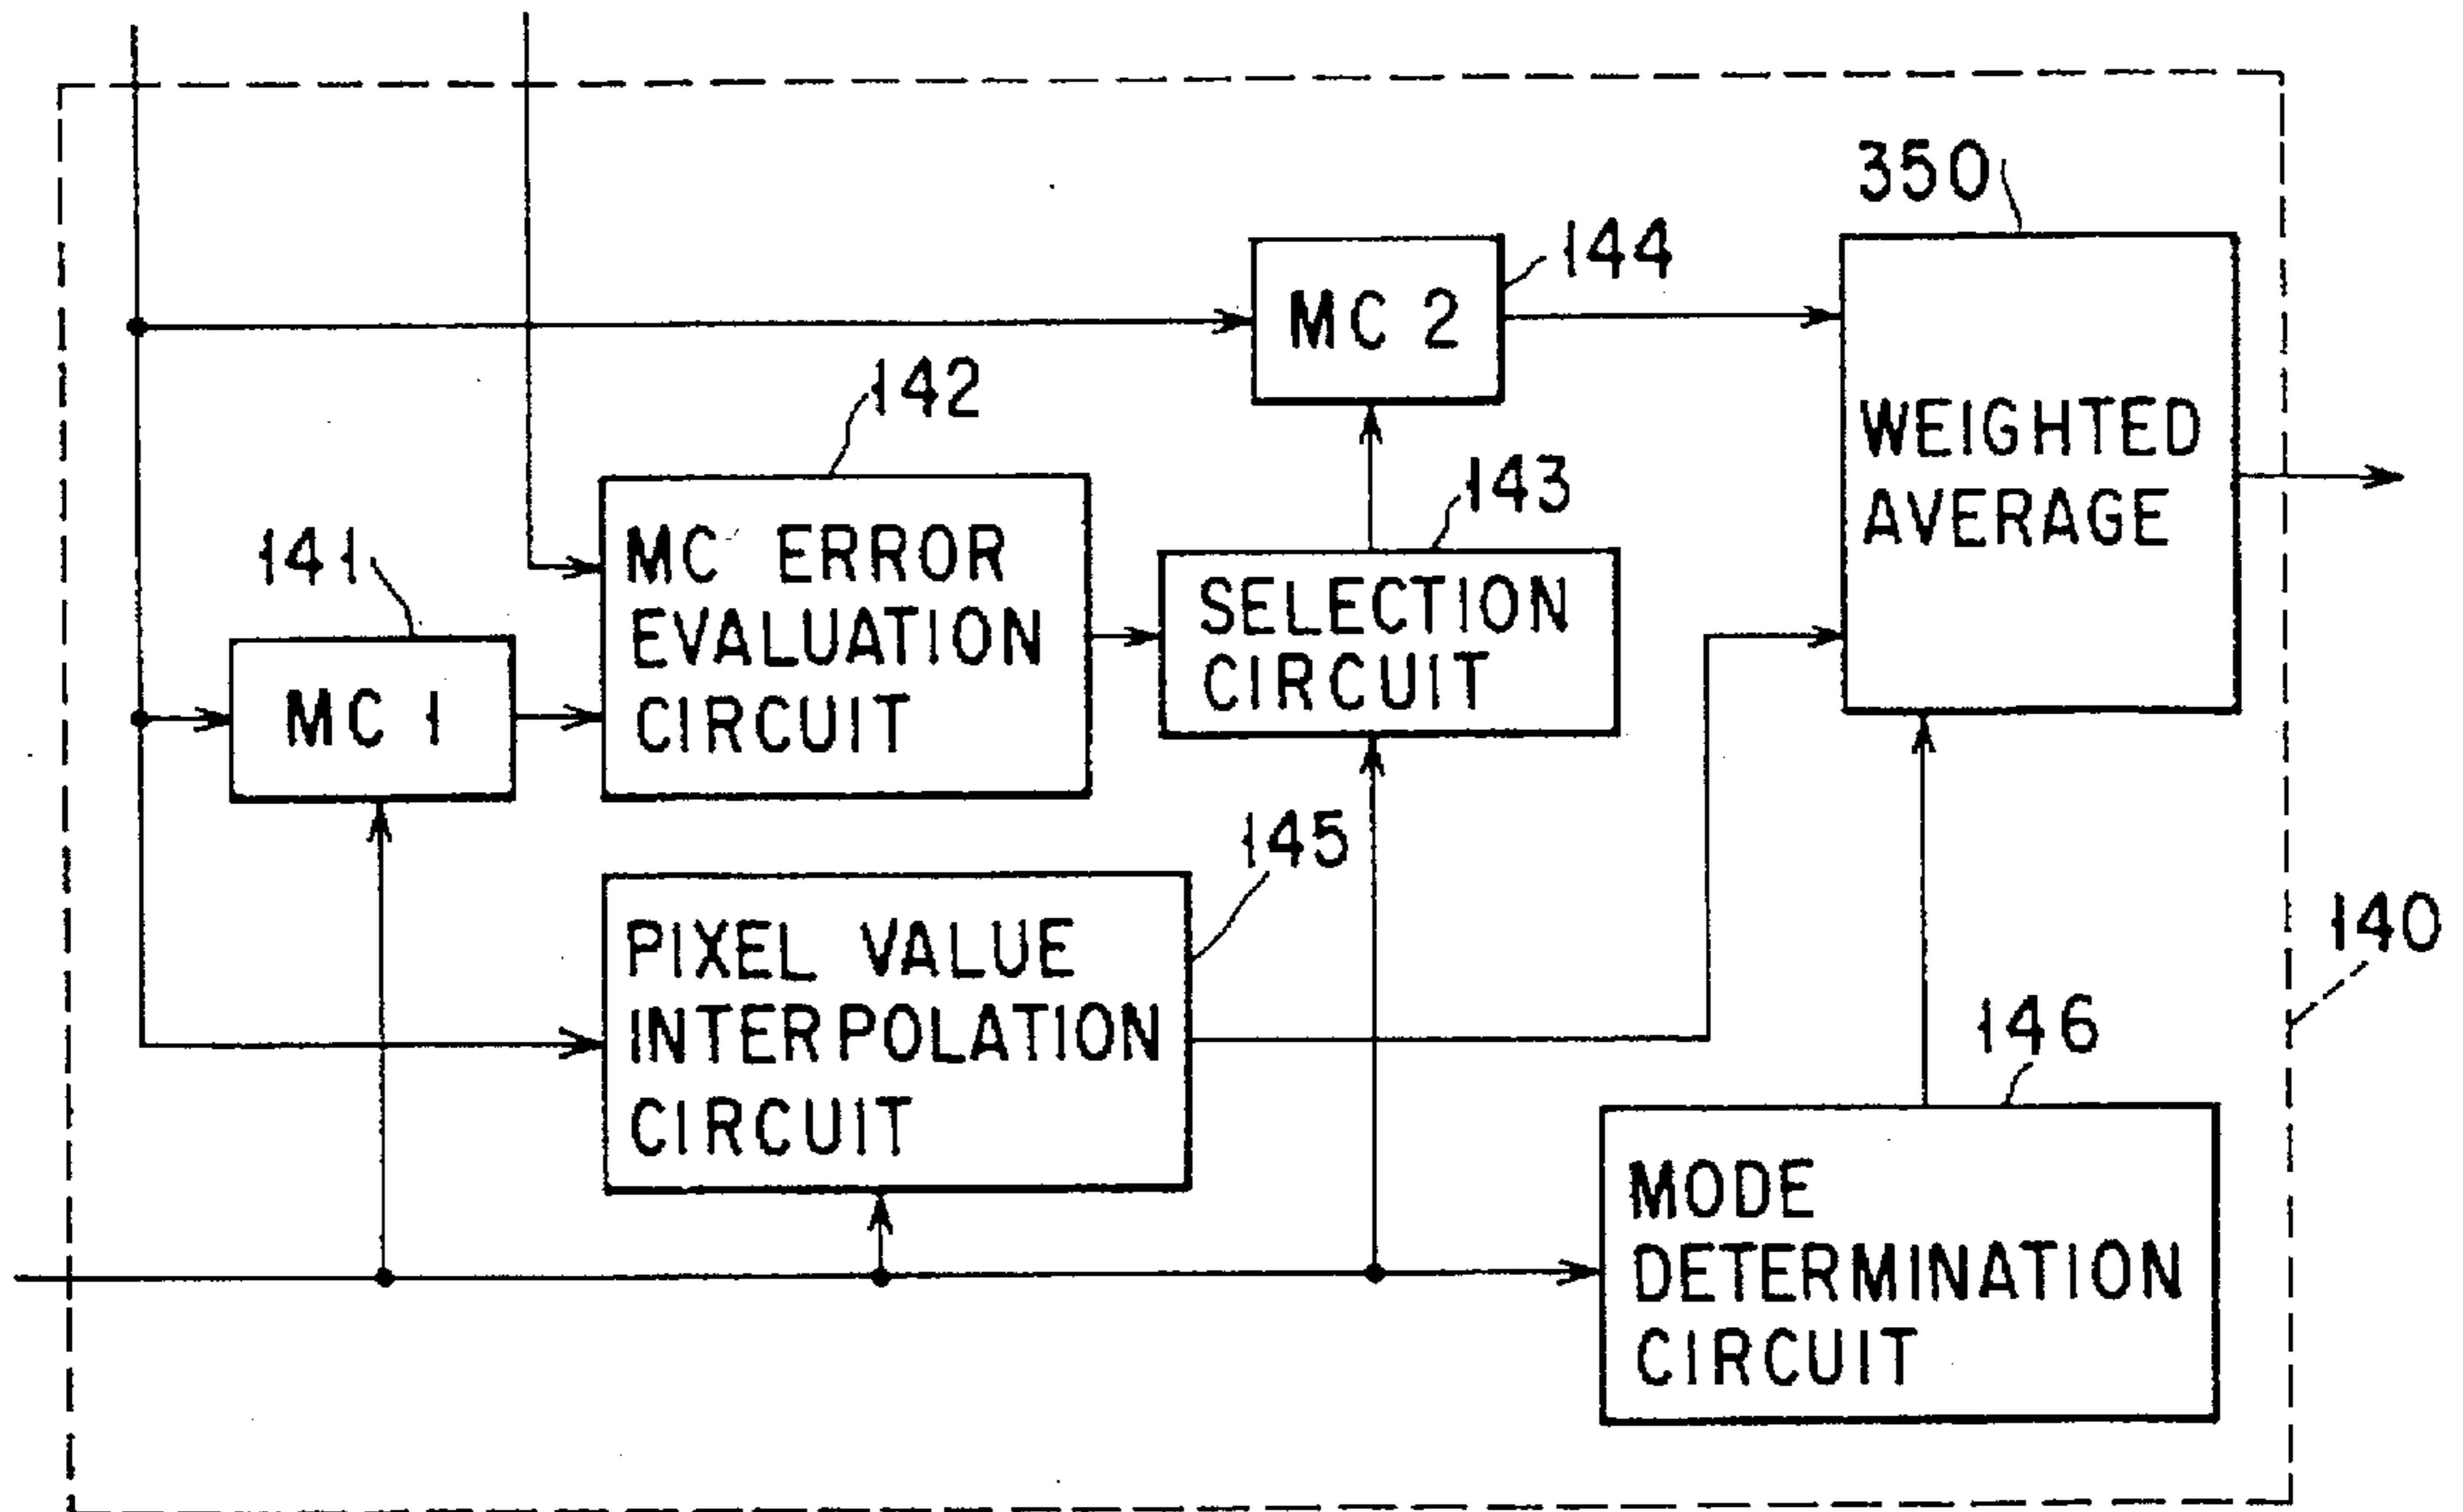 350
144
MC 2
142
WEIGHTED
AVERAGE
143
141
MC ERROR
EVALUATION
CIRCUIT
SELECTION
CIRCUIT
MC 1
145
PIXEL VALUE
INTERPOLATION
CIRCUIT
140
146
MODE
DETERMINATION
CIRCUIT